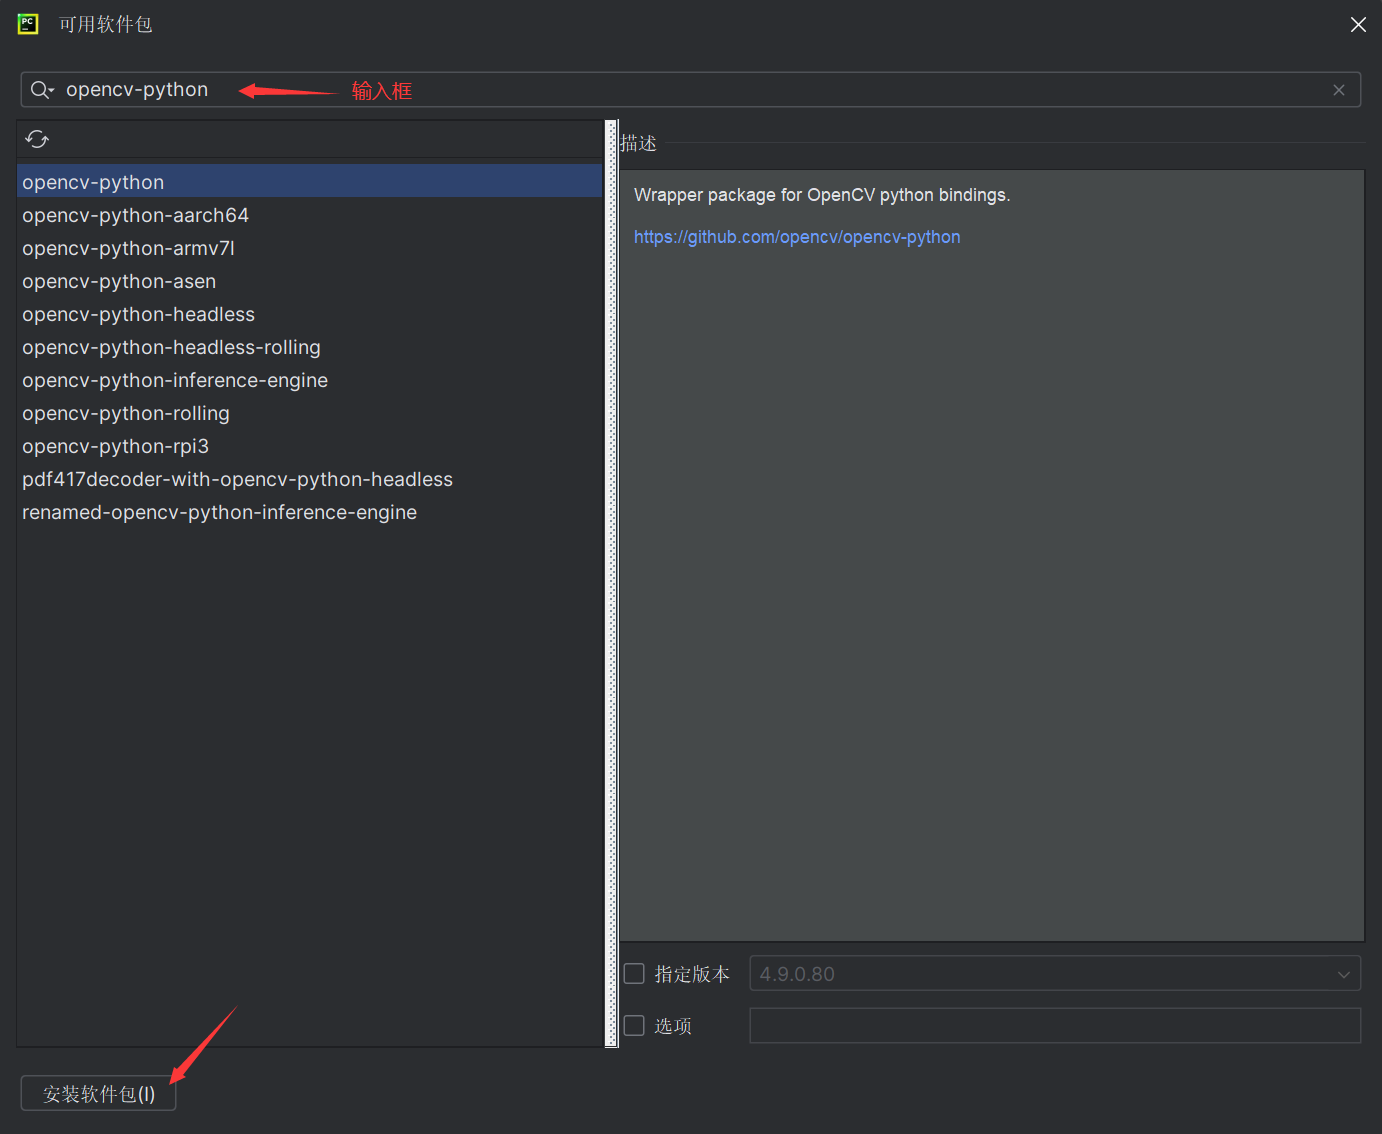 PC
可用软件包
opencv-python
输入框
描述
opencv-python
opencv-python-aarch64
opencv-python-armv7l
opencv-python-asen
opencv-python-headless
opencv-python-headless-rolling
opencv-python-inference-engine
opencv-python-rolling
opencv-python-rpi3
pdf417decoder-with-opencv-python-headless
renamed-opencv-python-inference-engine
Wrapper package for OpenCV python bindings.
https://github.com/opencv/opencv-python
指定版本
4.9.0.80
选项
安装软件包(I)